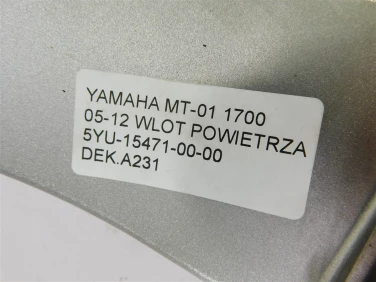 YAMAHA MT-01 1700
05-12 WLOT POWIETRZA
5YU-15471-00-00
DEK.A231